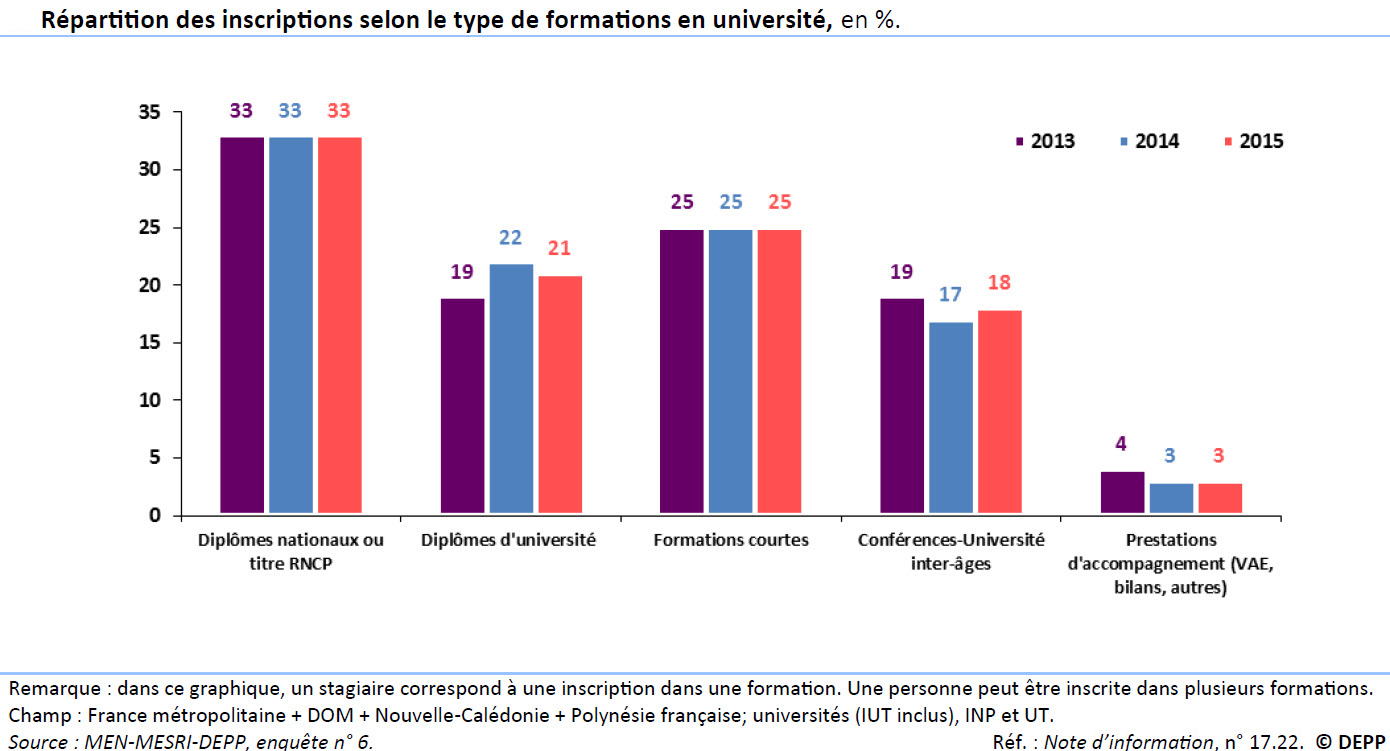 Répartition des inscriptions selon le type de formations en université, en %.
35
30
25
20
15
10
5
0
33 33 33
19 22 21
25 25 25
19 17 18
4 3 3
2013 2014 2015
Diplômes nationaux ou
titre RNCP
Diplômes d'université
Formations courtes
Conférences-Université
inter-âges
Prestations
d'accompagnement (VAE,
bilans, autres)
Remarque : dans ce graphique, un stagiaire correspond à une inscription dans une formation. Une personne peut être inscrite dans plusieurs formations.
Champ : France métropolitaine + DOM + Nouvelle-Calédonie + Polynésie française; universités (IUT inclus), INP et UT.
Source : MEN-MESRI-DEPP, enquête n° 6.
Réf. : Note d’information, n° 17.22. © DEPP